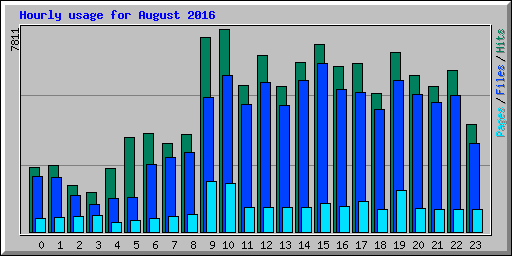 Hourly usage for August 2016
7811
Pages/Files/Hits
0 1 2 3 4 5 6 7 8 9 10 11 12 13 14 15 16 17 18 19 20 21 22 23